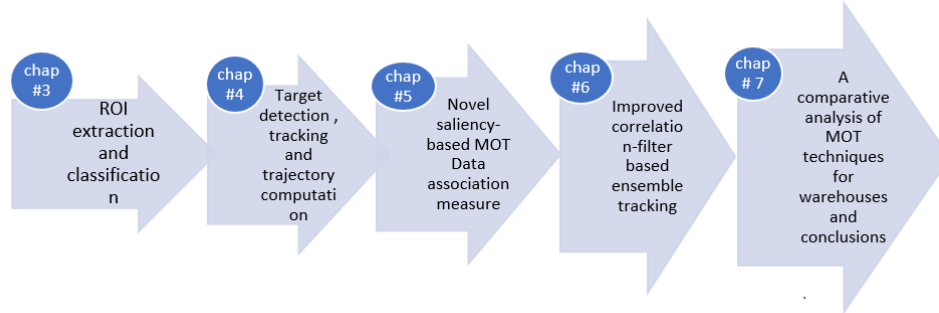 chap
#3
ROI
extraction
and
classificatio
n
chap
#4
Target
detection ,
tracking
and
trajectory
computati
on
chap
#5
Novel
saliency-
based MOT
Data
association
measure
chap
#6
Improved
correlatio
n-filter
based
ensemble
tracking
chap
# 7
A
comparative
analysis of
MOT
techniques
for
warehouses
and
conclusions
.